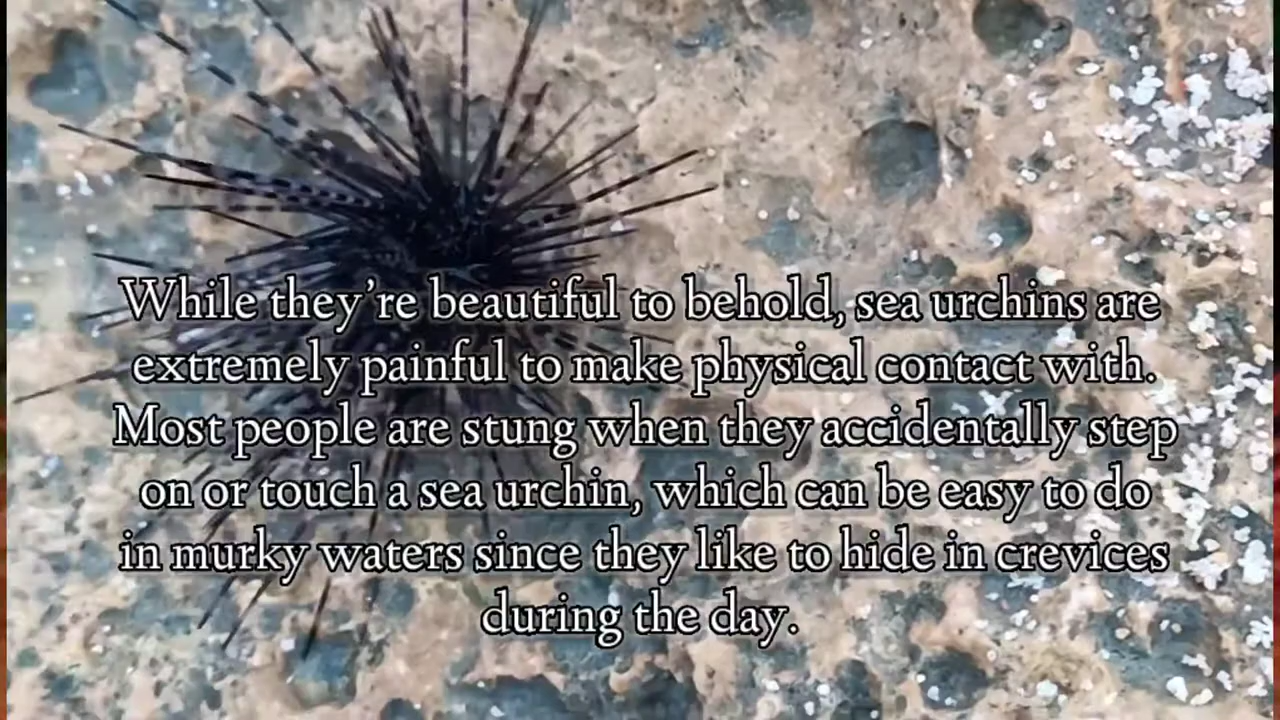 While they’re beautiful to behold, sea urchins are
extremely painful to make physical contact with.
Most people are stung when they accidentally step
on or touch a sea urchin, which can be easy to do
in murky waters since they like to hide in crevices
during the day.